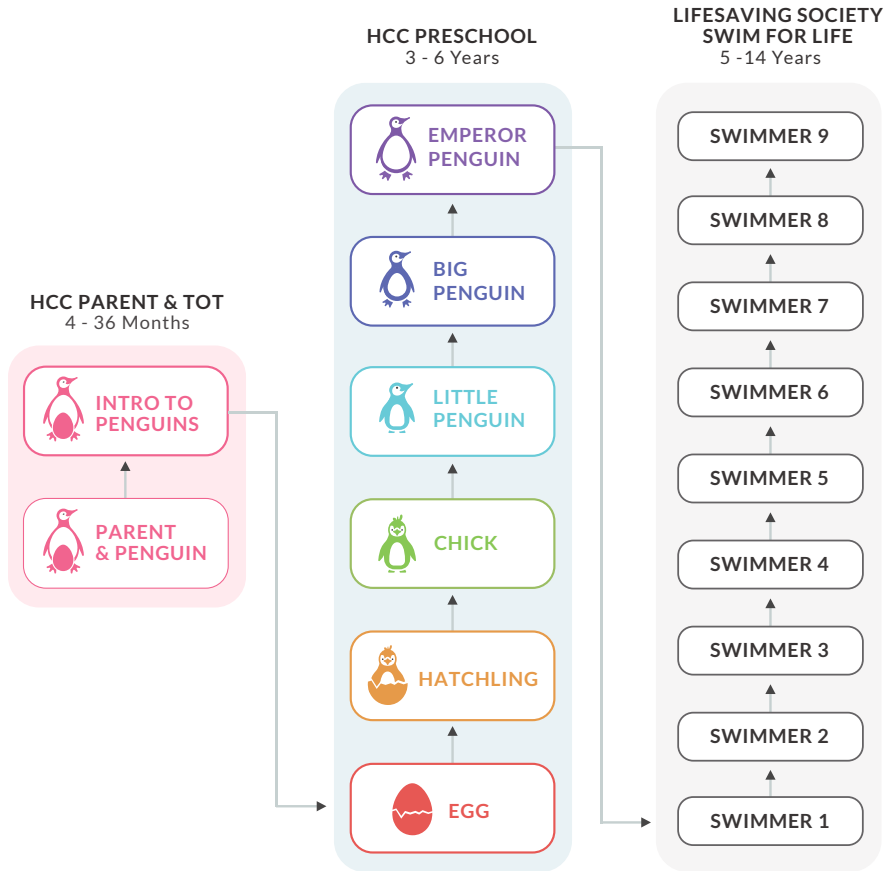 HCC PARENT & TOT
4 - 36 Months
INTRO TO
PENGUINS
PARENT
& PENGUIN
HCC PRESCHOOL
3 - 6 Years
EMPEROR
PENGUIN
BIG
PENGUIN
LITTLE
PENGUIN
CHICK
HATCHLING
EGG
LIFESAVING SOCIETY
SWIM FOR LIFE
5 -14 Years
SWIMMER 9
SWIMMER 8
SWIMMER 7
SWIMMER 6
SWIMMER 5
SWIMMER 4
SWIMMER 3
SWIMMER 2
SWIMMER 1